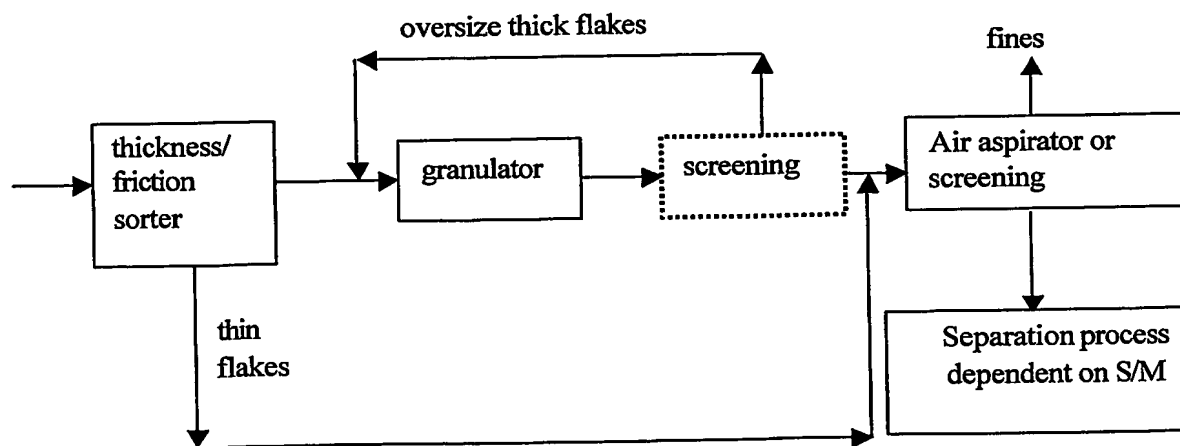 oversize thick flakes
fines
thickness/
friction
sorter
granulator
screening
Air aspirator or
screening
thin
flakes
Separation process
dependent on S/M